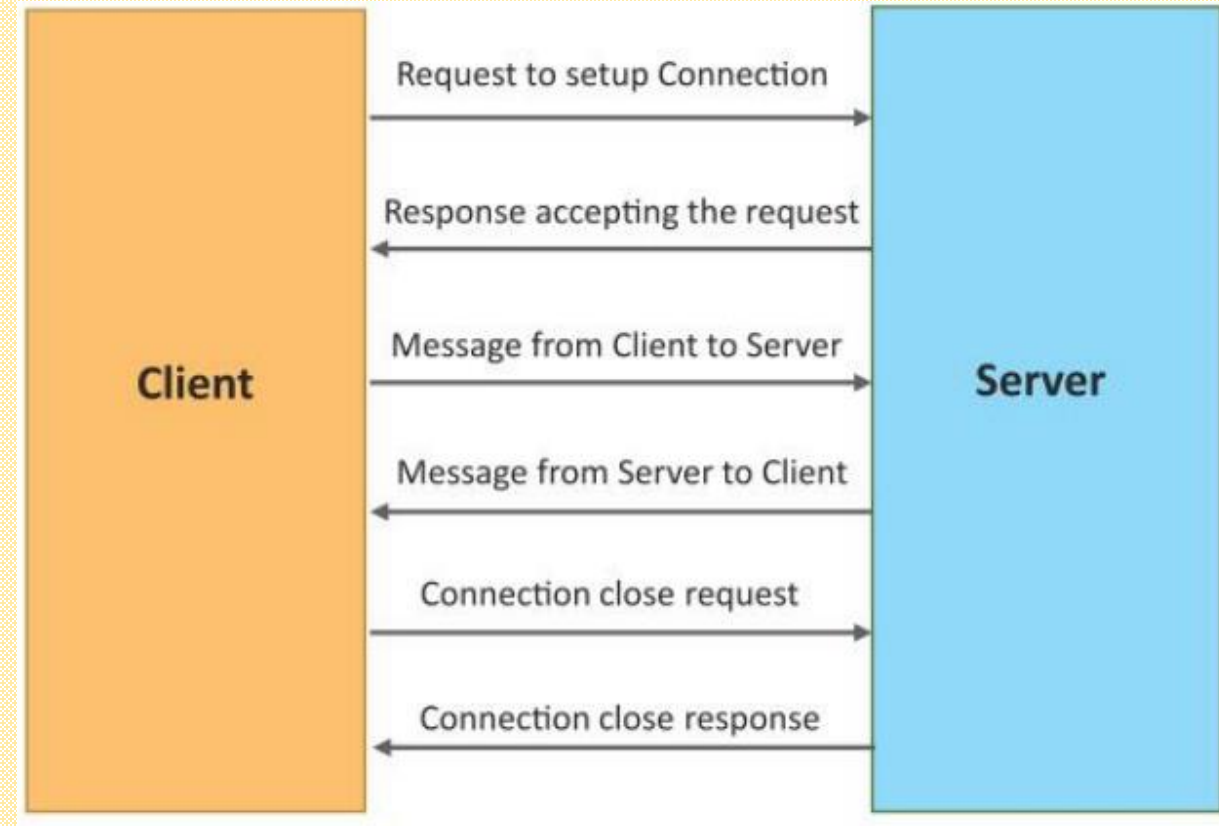 Request to setup Connection
Response accepting the request
Message from Client to Server
Client
Server
Message from Server to Client
Connection close request
Connection close response